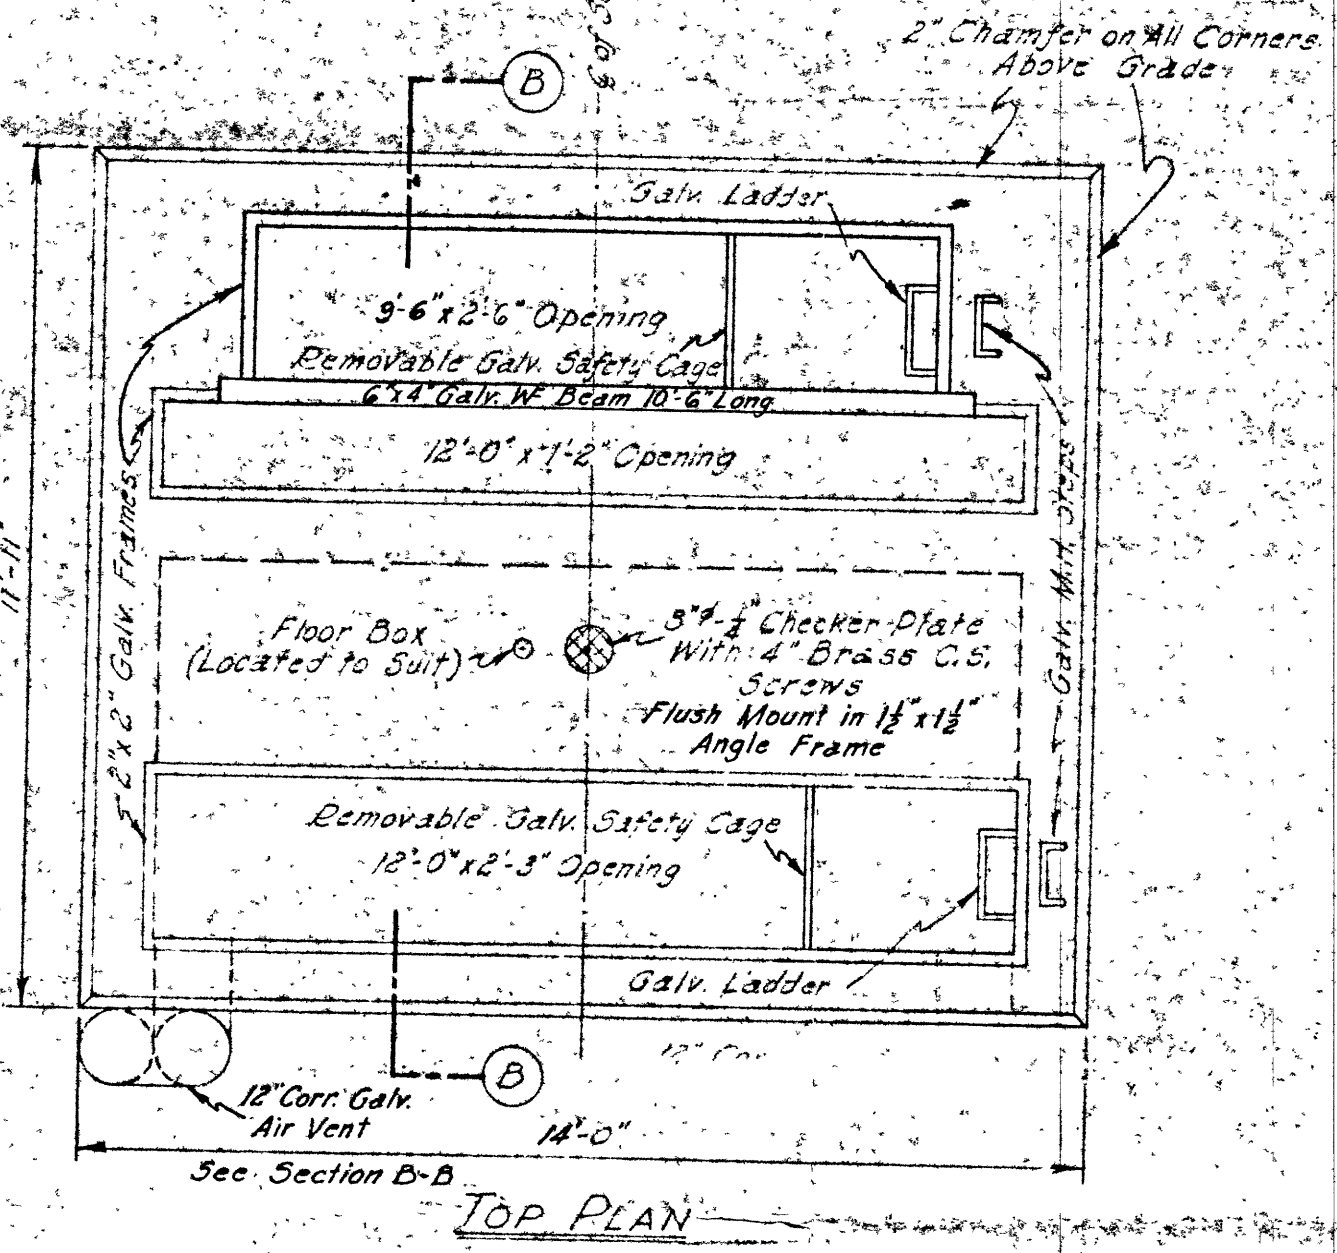 2" Chamfer on All Corners
Above Grade
B
Galv. Ladder
9'-6" x 2'-6" Opening
Removable Galv. Safety Cage
6"x4" Galv. WF Beam 10'-6" Long
12'-0" x 1'-2" Opening
2"x2" Galv. Frames
Galv. M.H. Steps
11'-11"
Floor Box
(Located to Suit)
Checker Plate
With 4" Brass C.S.
Screws
Flush Mount in 1½" x 1½"
Angle Frame
Removable Galv. Safety Cage
12'-0" x 2'-3" Opening
Galv. Ladder
B
12" Corr. Galv.
Air Vent
14'-0"
See Section B-B
TOP PLAN